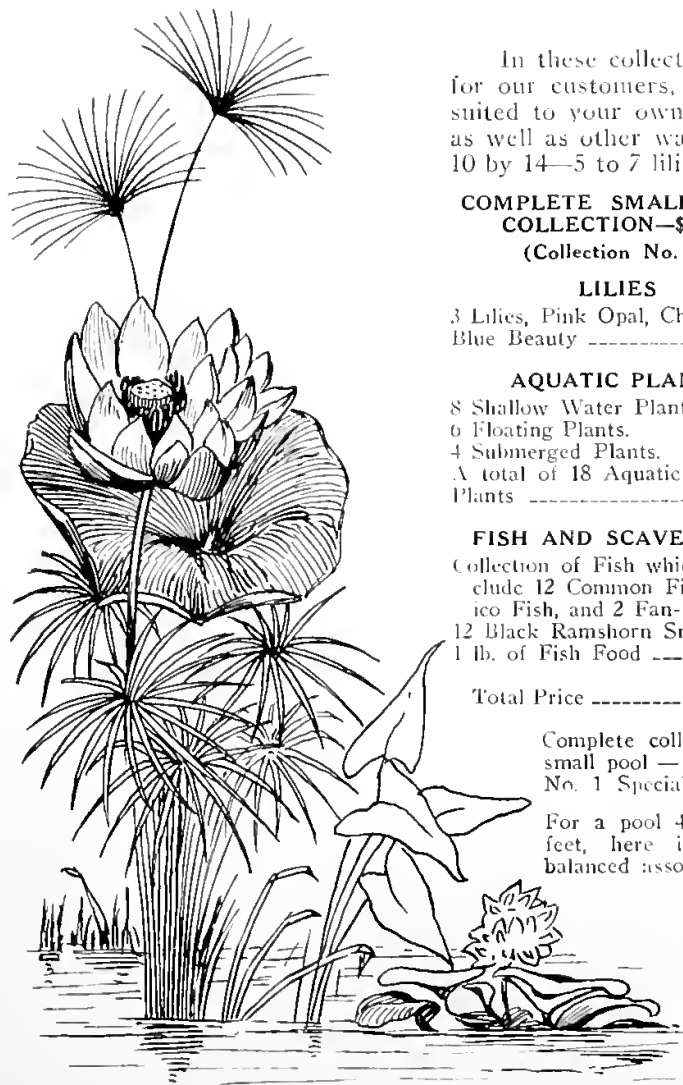 In these collect
for our customers,
suited to your own
as well as other wa
10 by 14—5 to 7 lili
COMPLETE SMALL
COLLECTION—$
(Collection No.
LILIES
3 Lilies, Pink Opal, Ch
Blue Beauty
AQUATIC PLAN
8 Shallow Water Plant
6 Floating Plants.
4 Submerged Plants.
A total of 18 Aquatic
Plants
FISH AND SCAVE
Collection of Fish whi
clude 12 Common Fi
ico Fish, and 2 Fan-
12 Black Ramshorn Sn
1 lb. of Fish Food
Total Price
Complete coll
small pool —
No. 1 Specia
For a pool 4
feet, here i
balanced asso